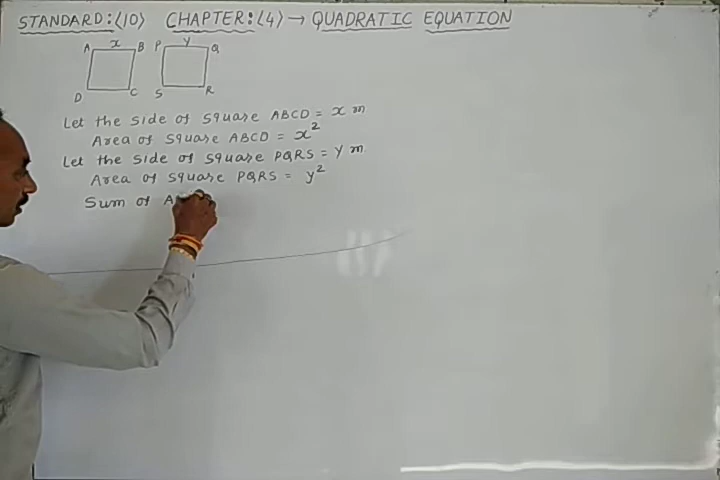 STANDARD:⟨10⟩ CHAPTER:⟨4⟩→ QUADRATIC EQUATION
A x B P y Q
D C S R
Let the side of square ABCD = x m
Area of square ABCD = x²
Let the side of square PQRS = y m
Area of square PQRS = y²
Sum of A